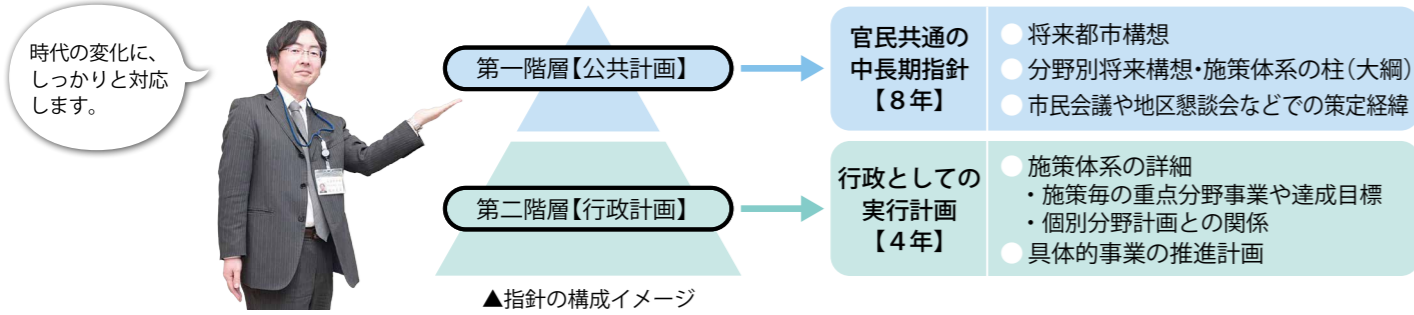 時代の変化に、
しっかりと対応
します。
第一階層【公共計画】
官民共通の
中長期指針
【８年】
●将来都市構想
●分野別将来構想・施策体系の柱（大綱）
●市民会議や地区懇談会などでの策定経緯
第二階層【行政計画】
行政としての
実行計画
【４年】
●施策体系の詳細
・施策毎の重点分野事業や達成目標
・個別分野計画との関係
●具体的事業の推進計画
▲指針の構成イメージ